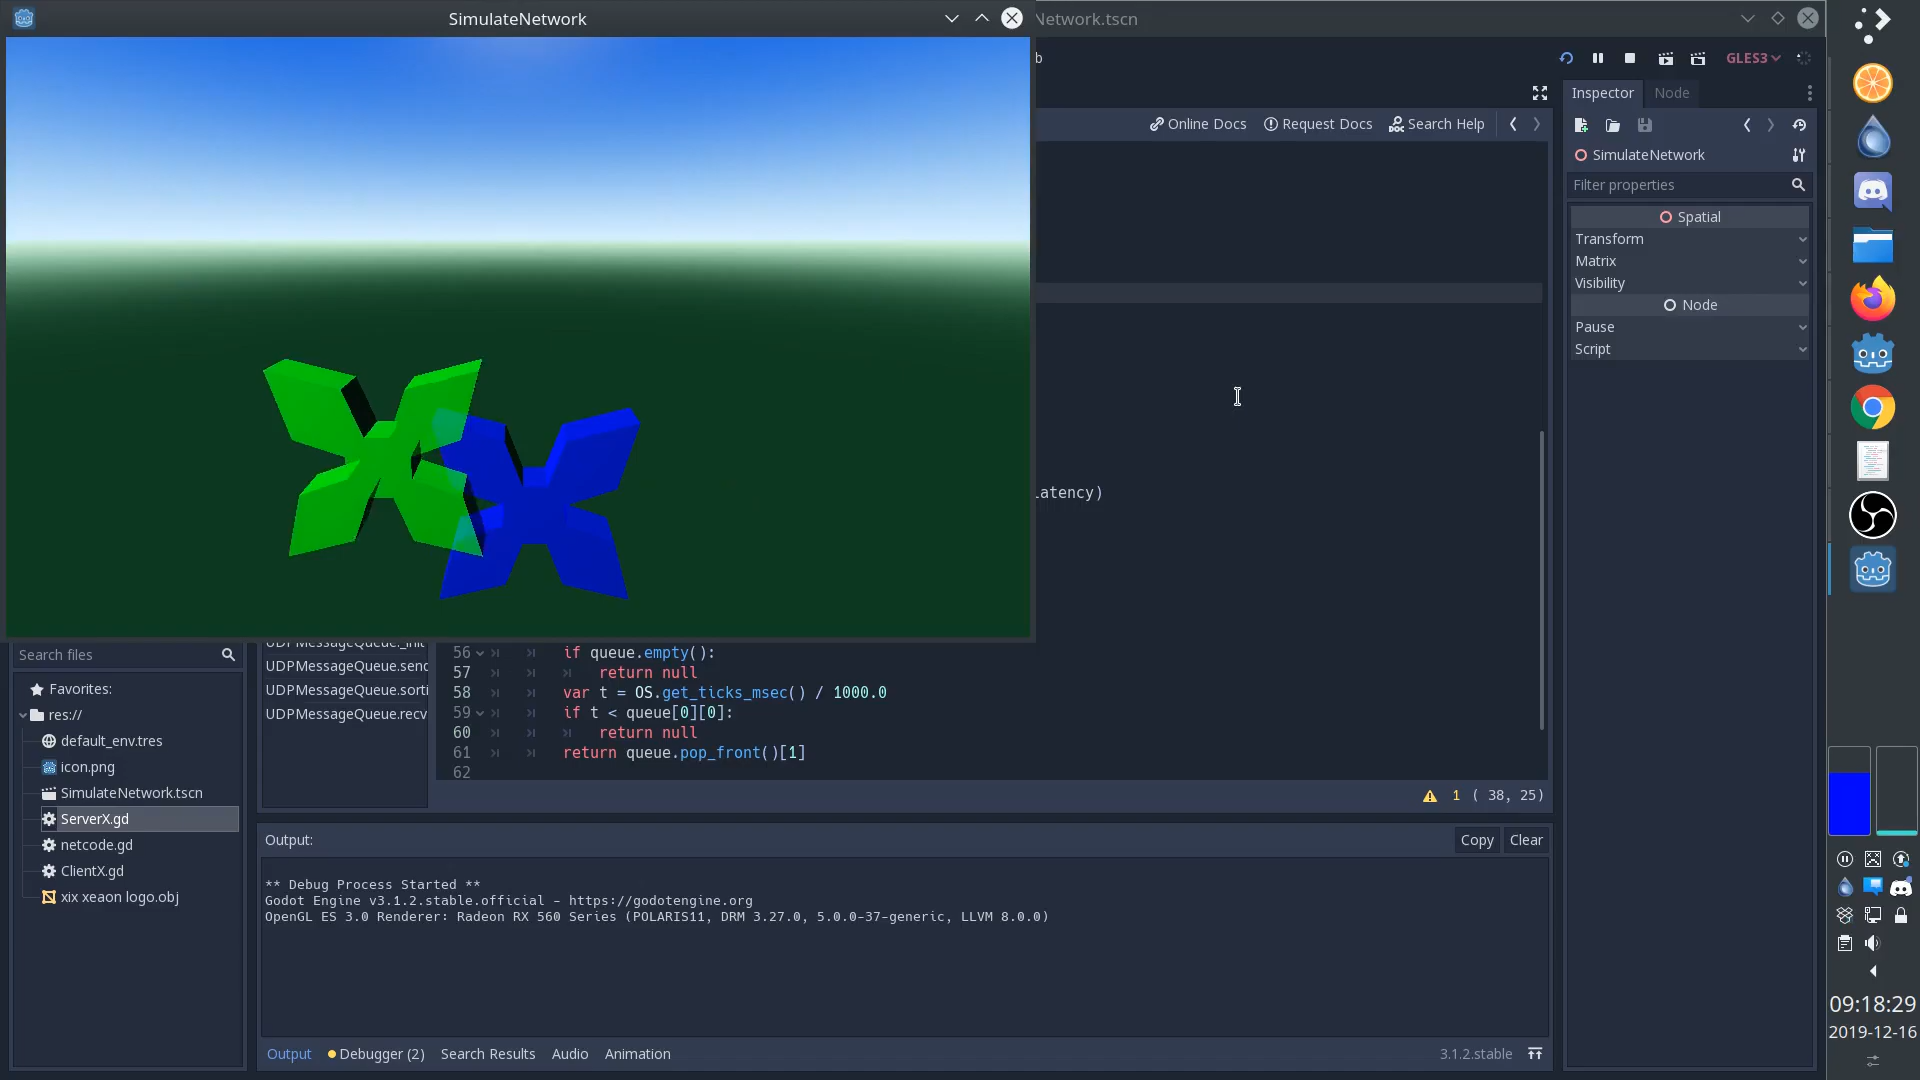 SimulateNetwork
Network.tscn
b
GLES3
Inspector
Node
Online Docs
Request Docs
Search Help
SimulateNetwork
Filter properties
Spatial
Transform
Matrix
Visibility
Node
Pause
Script
latency)
Search files
Favorites:
res://
default_env.tres
icon.png
SimulateNetwork.tscn
ServerX.gd
netcode.gd
ClientX.gd
xix xeaon logo.obj
UDPMessageQueue._init
UDPMessageQueue.send
UDPMessageQueue.sorti
UDPMessageQueue.recv
56 if queue.empty():
57 return null
58 var t = OS.get_ticks_msec() / 1000.0
59 if t < queue[0][0]:
60 return null
61 return queue.pop_front()[1]
62
1 ( 38, 25)
Output:
Copy
Clear
** Debug Process Started **
Godot Engine v3.1.2.stable.official - https://godotengine.org
OpenGL ES 3.0 Renderer: Radeon RX 560 Series (POLARIS11, DRM 3.27.0, 5.0.0-37-generic, LLVM 8.0.0)
Output
Debugger (2)
Search Results
Audio
Animation
3.1.2.stable
09:18:29
2019-12-16